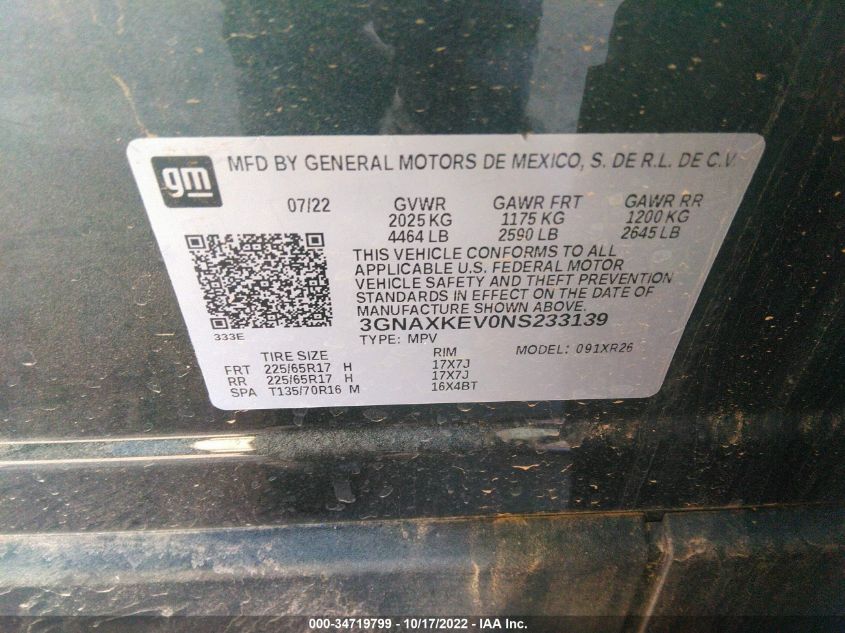 gm
MFD BY GENERAL MOTORS DE MEXICO, S. DE R.L. DE C.V.
07/22 GVWR GAWR FRT GAWR RR
2025 KG 1175 KG 1200 KG
4464 LB 2590 LB 2645 LB
THIS VEHICLE CONFORMS TO ALL
APPLICABLE U.S. FEDERAL MOTOR
VEHICLE SAFETY AND THEFT PREVENTION
STANDARDS IN EFFECT ON THE DATE OF
MANUFACTURE SHOWN ABOVE.
333E
3GNAXKEV0NS233139
TYPE: MPV MODEL: 091XR26
TIRE SIZE RIM
FRT 225/65R17 H 17X7J
RR 225/65R17 H 17X7J
SPA T135/70R16 M 16X4BT
000-34719799 - 10/17/2022 - IAA Inc.